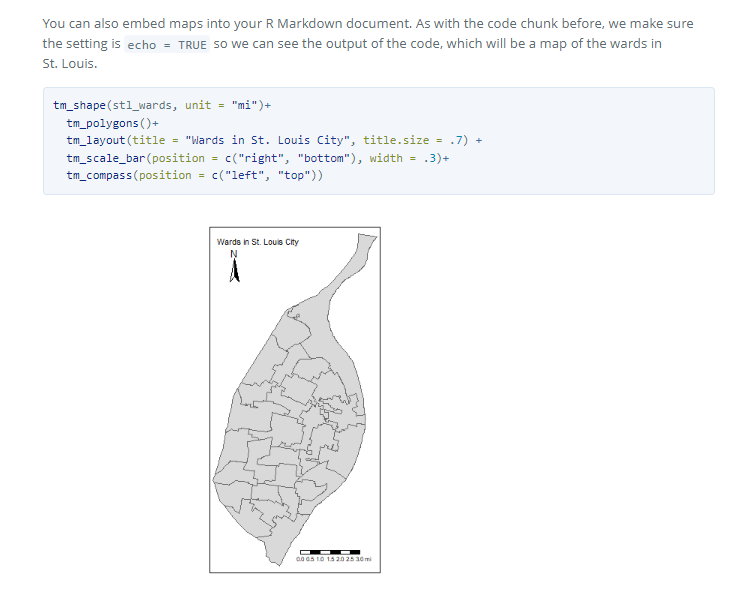 You can also embed maps into your R Markdown document. As with the code chunk before, we make sure
the setting is echo = TRUE so we can see the output of the code, which will be a map of the wards in
St. Louis.
tm_shape(stl_wards, unit = "mi")+
tm_polygons()+
tm_layout(title = "Wards in St. Louis City", title.size = .7) +
tm_scale_bar(position = c("right", "bottom"), width = .3)+
tm_compass(position = c("left", "top"))
Wards in St. Louis City
N
0.0 0.5 1.0 1.5 2.0 2.5 3.0 mi